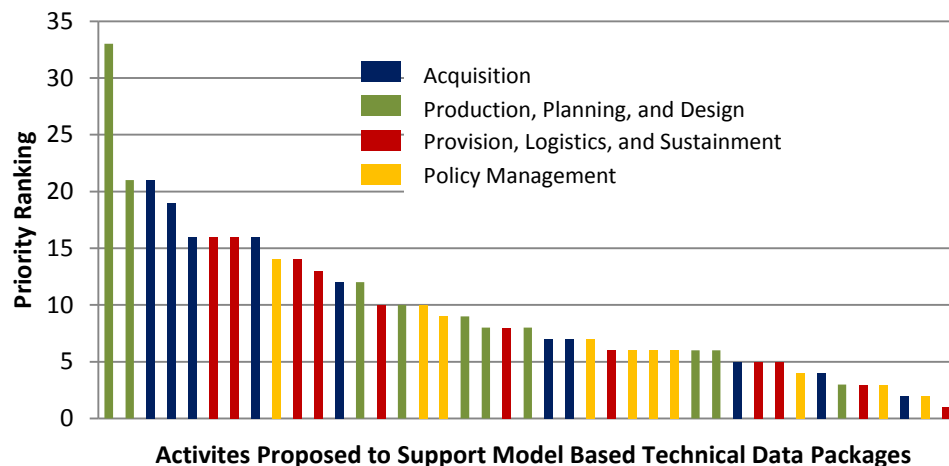 35
30
25
20
15
10
5
0
Priority Ranking
Acquisition
Production, Planning, and Design
Provision, Logistics, and Sustainment
Policy Management
Activites Proposed to Support Model Based Technical Data Packages